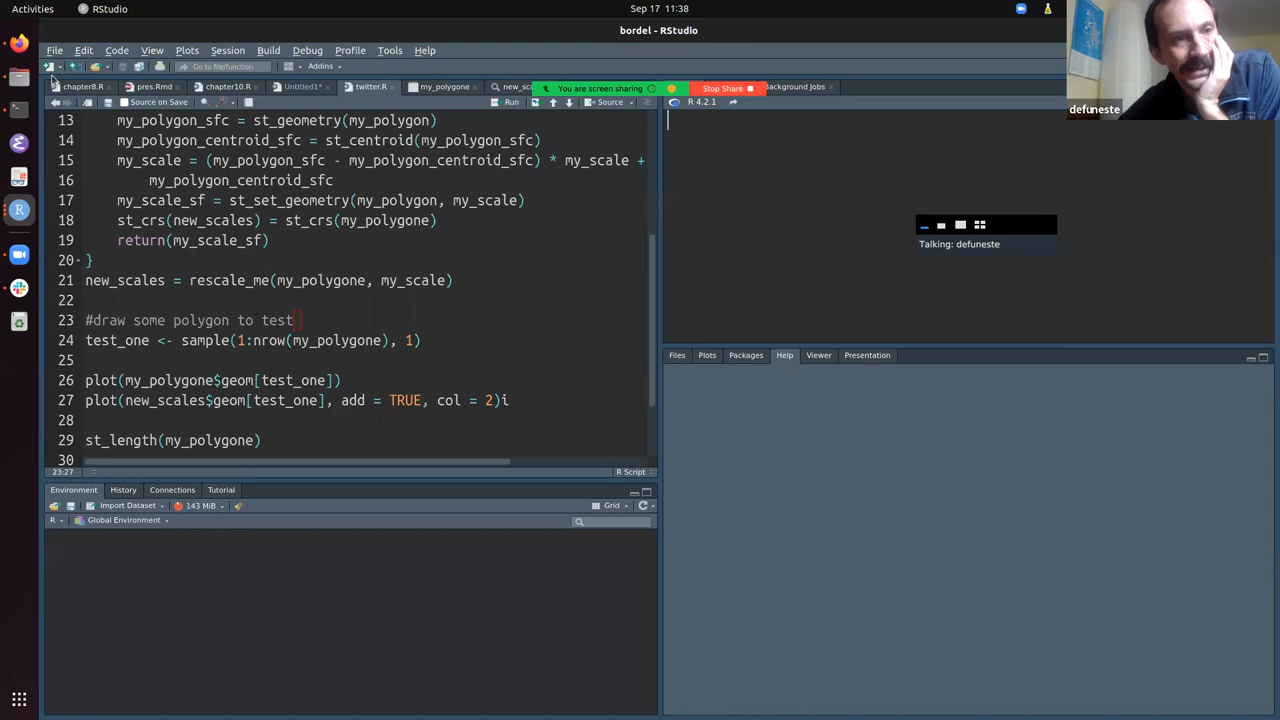 Activities
RStudio
Sep 17 11:38
bordel - RStudio
File Edit Code View Plots Session Build Debug Profile Tools Help
Go to file/function
Addins
chapter8.R
pres.Rmd
chapter10.R
Untitled1*
twitter.R
my_polygone
new_sc
You are screen sharing
Stop Share
Background Jobs
Source on Save
Run
Source
R 4.2.1
13 my_polygon_sfc = st_geometry(my_polygon)
14 my_polygon_centroid_sfc = st_centroid(my_polygon_sfc)
15 my_scale = (my_polygon_sfc - my_polygon_centroid_sfc) * my_scale +
16 my_polygon_centroid_sfc
17 my_scale_sf = st_set_geometry(my_polygon, my_scale)
18 st_crs(new_scales) = st_crs(my_polygone)
19 return(my_scale_sf)
20 }
21 new_scales = rescale_me(my_polygone, my_scale)
22
23 #draw some polygon to test
24 test_one <- sample(1:nrow(my_polygone), 1)
25
26 plot(my_polygone$geom[test_one])
27 plot(new_scales$geom[test_one], add = TRUE, col = 2)i
28
29 st_length(my_polygone)
30
23:27
R Script
defuneste
Talking: defuneste
Files Plots Packages Help Viewer Presentation
Environment History Connections Tutorial
Import Dataset
143 MiB
Grid
R
Global Environment